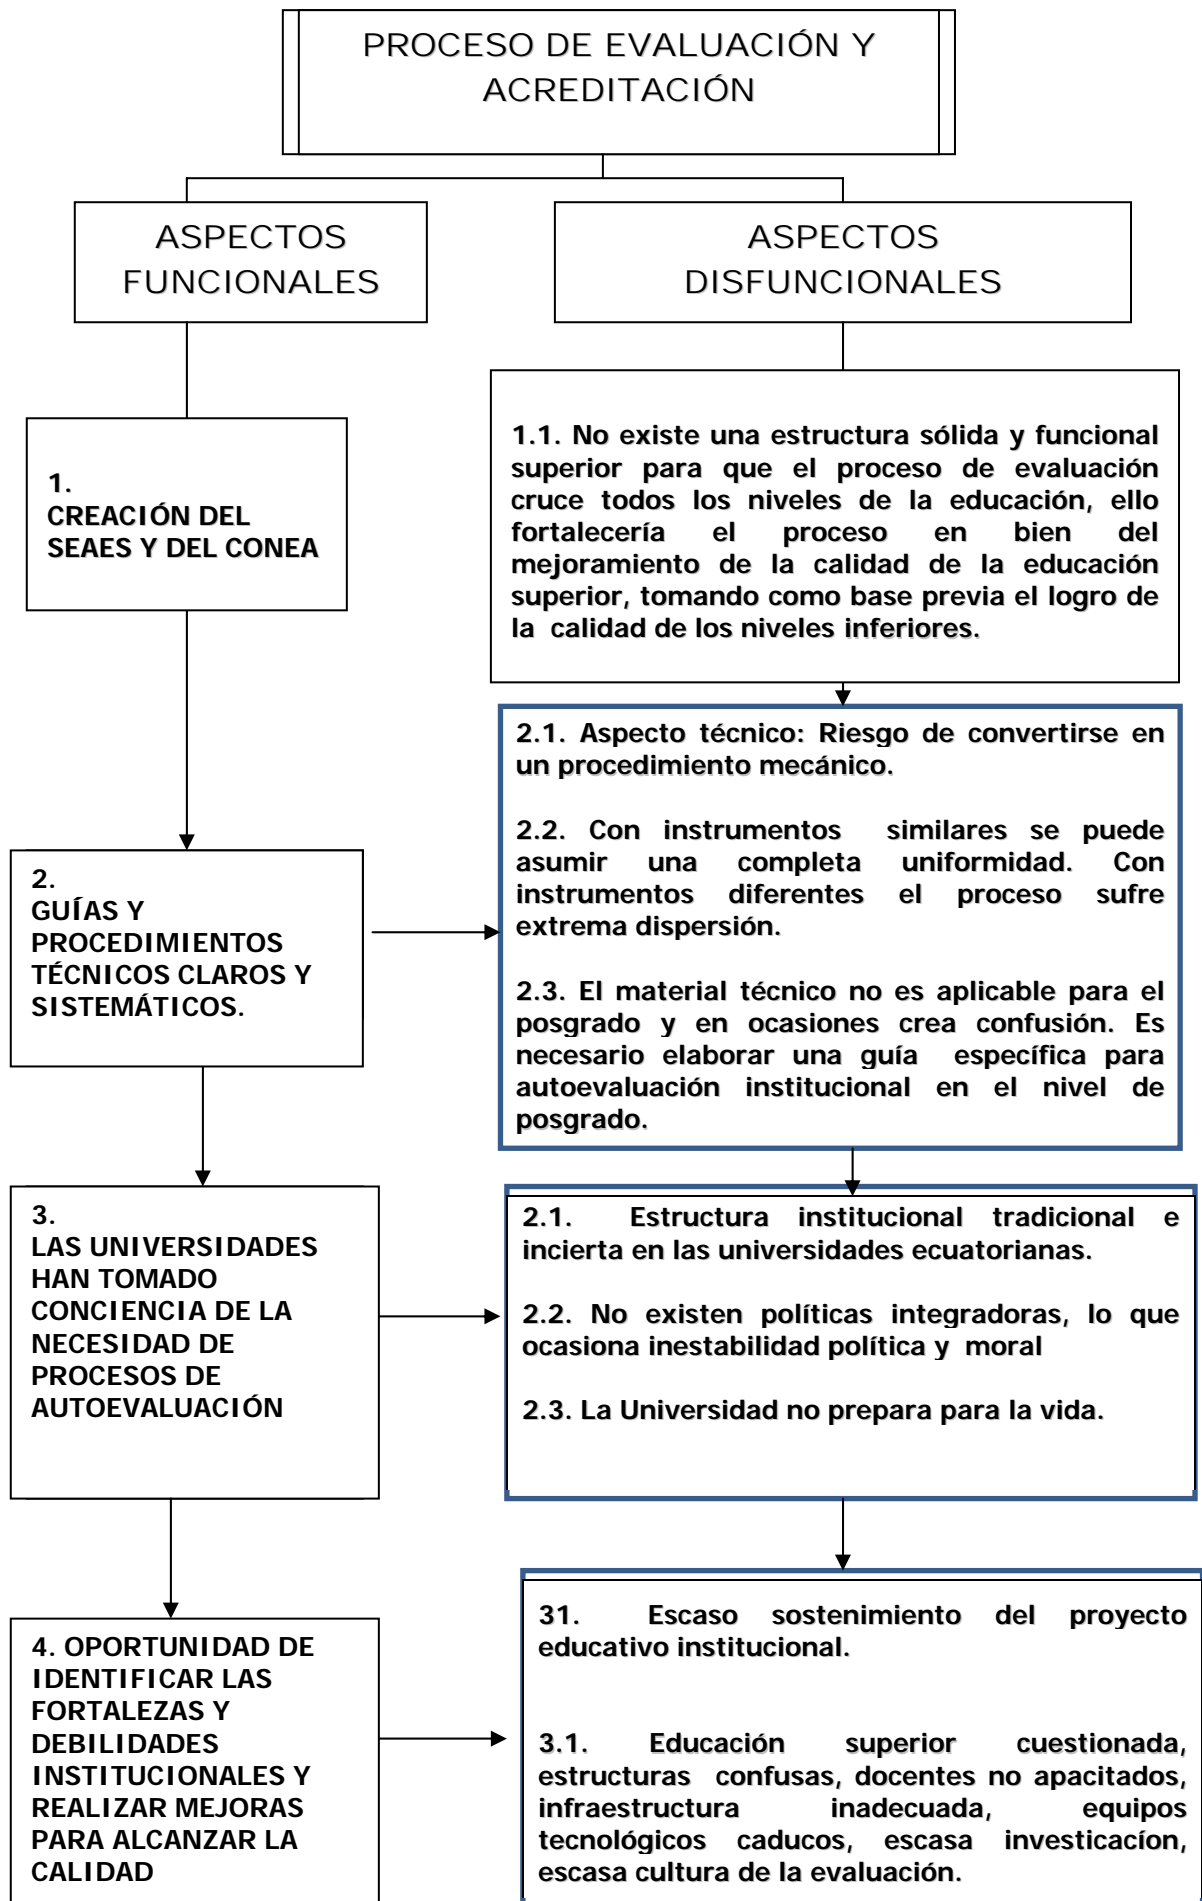 PROCESO DE EVALUACIÓN Y
ACREDITACIÓN
ASPECTOS
FUNCIONALES
ASPECTOS
DISFUNCIONALES
1.
CREACIÓN DEL
SEAES Y DEL CONEA
1.1. No existe una estructura sólida y funcional
superior para que el proceso de evaluación
cruce todos los niveles de la educación, ello
fortalecería el proceso en bien del
mejoramiento de la calidad de la educación
superior, tomando como base previa el logro de
la calidad de los niveles inferiores.
2.
GUÍAS Y
PROCEDIMIENTOS
TÉCNICOS CLAROS Y
SISTEMÁTICOS.
2.1. Aspecto técnico: Riesgo de convertirse en
un procedimiento mecánico.
2.2. Con instrumentos similares se puede
asumir una completa uniformidad. Con
instrumentos diferentes el proceso sufre
extrema dispersión.
2.3. El material técnico no es aplicable para el
posgrado y en ocasiones crea confusión. Es
necesario elaborar una guía específica para
autoevaluación institucional en el nivel de
posgrado.
3.
LAS UNIVERSIDADES
HAN TOMADO
CONCIENCIA DE LA
NECESIDAD DE
PROCESOS DE
AUTOEVALUACIÓN
2.1. Estructura institucional tradicional e
incierta en las universidades ecuatorianas.
2.2. No existen políticas integradoras, lo que
ocasiona inestabilidad política y moral
2.3. La Universidad no prepara para la vida.
4. OPORTUNIDAD DE
IDENTIFICAR LAS
FORTALEZAS Y
DEBILIDADES
INSTITUCIONALES Y
REALIZAR MEJORAS
PARA ALCANZAR LA
CALIDAD
31. Escaso sostenimiento del proyecto
educativo institucional.
3.1. Educación superior cuestionada,
estructuras confusas, docentes no apacitados,
infraestructura inadecuada, equipos
tecnológicos caducos, escasa investicacíon,
escasa cultura de la evaluación.